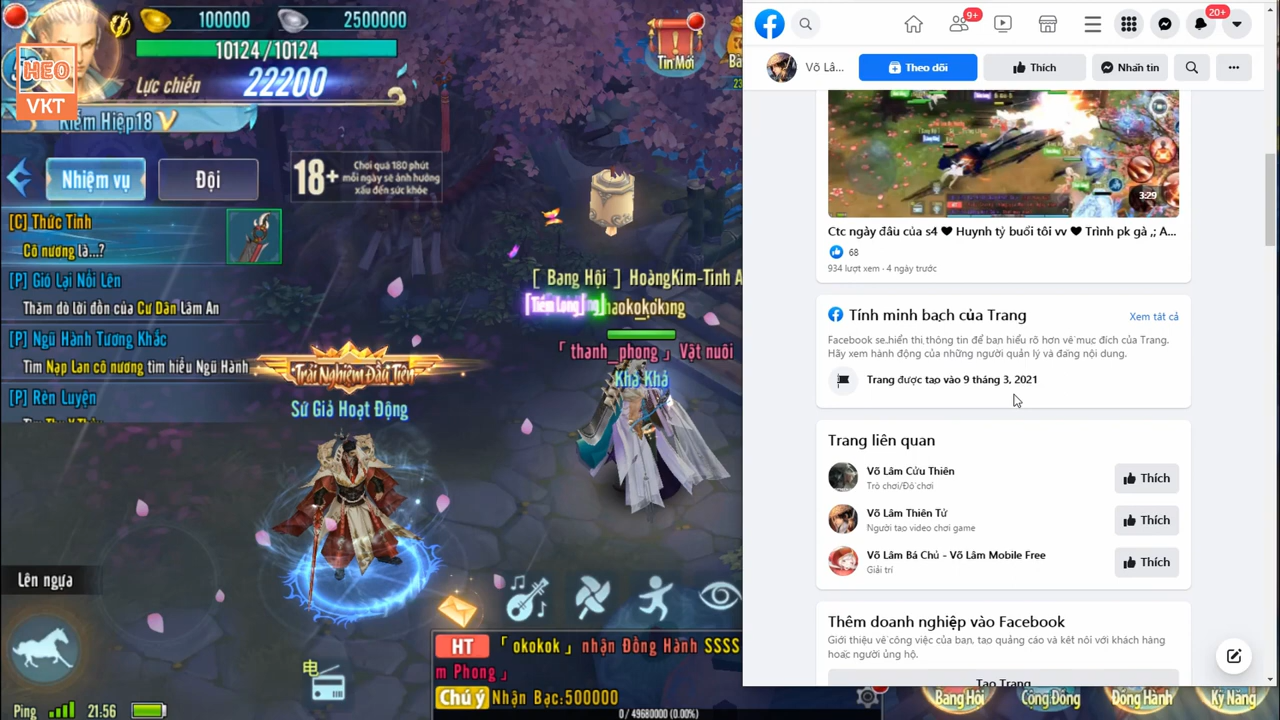 100000
2500000
10124/10124
HEO
VKT
Lực chiến
22200
Kiếm Hiệp18
V
Tin Mới
Nhiệm vụ
Đội
18+
Chơi quá 180 phút
mỗi ngày sẽ ảnh hưởng
xấu đến sức khỏe
[C] Thức Tỉnh
Cô nương là...?
[P] Gió Lại Nổi Lên
Thăm dò lời đồn của Cư Dân Lâm An
[P] Ngũ Hành Tương Khắc
Tìm Nạp Lan cô nương tìm hiểu Ngũ Hành
[P] Rèn Luyện
[ Bang Hội ] HoàngKim-Tinh A
haokokokong
「 thanh_phong 」 Vật nuôi
Khả Khả
Trải Nghiệm Đầu Tiên
Sứ Giả Hoạt Động
Lên ngựa
电
HT
「 okokok 」 nhận Đồng Hành SSSS
m Phong 」
Chú ý
Nhận Bạc:500000
Ping
21:56
0/49680000 (0.00%)
Bang Hội
Cộng Đồng
Đồng Hành
Kỹ Năng
9+
20+
Võ Lâ...
Theo dõi
Thích
Nhắn tin
3:29
Ctc ngày đầu của s4 ❤ Huynh tỷ buổi tối vv ❤ Trình pk gà ,; A...
68
934 lượt xem · 4 ngày trước
Tính minh bạch của Trang
Xem tất cả
Facebook sẽ hiển thị thông tin để bạn hiểu rõ hơn về mục đích của Trang.
Hãy xem hành động của những người quản lý và đăng nội dung.
Trang được tạo vào 9 tháng 3, 2021
Trang liên quan
Võ Lâm Cửu Thiên
Trò chơi/Đồ chơi
Thích
Võ Lâm Thiên Tử
Người tạo video chơi game
Thích
Võ Lâm Bá Chủ - Võ Lâm Mobile Free
Giải trí
Thích
Thêm doanh nghiệp vào Facebook
Giới thiệu về công việc của bạn, tạo quảng cáo và kết nối với khách hàng
hoặc người ủng hộ.
Tạo Trang